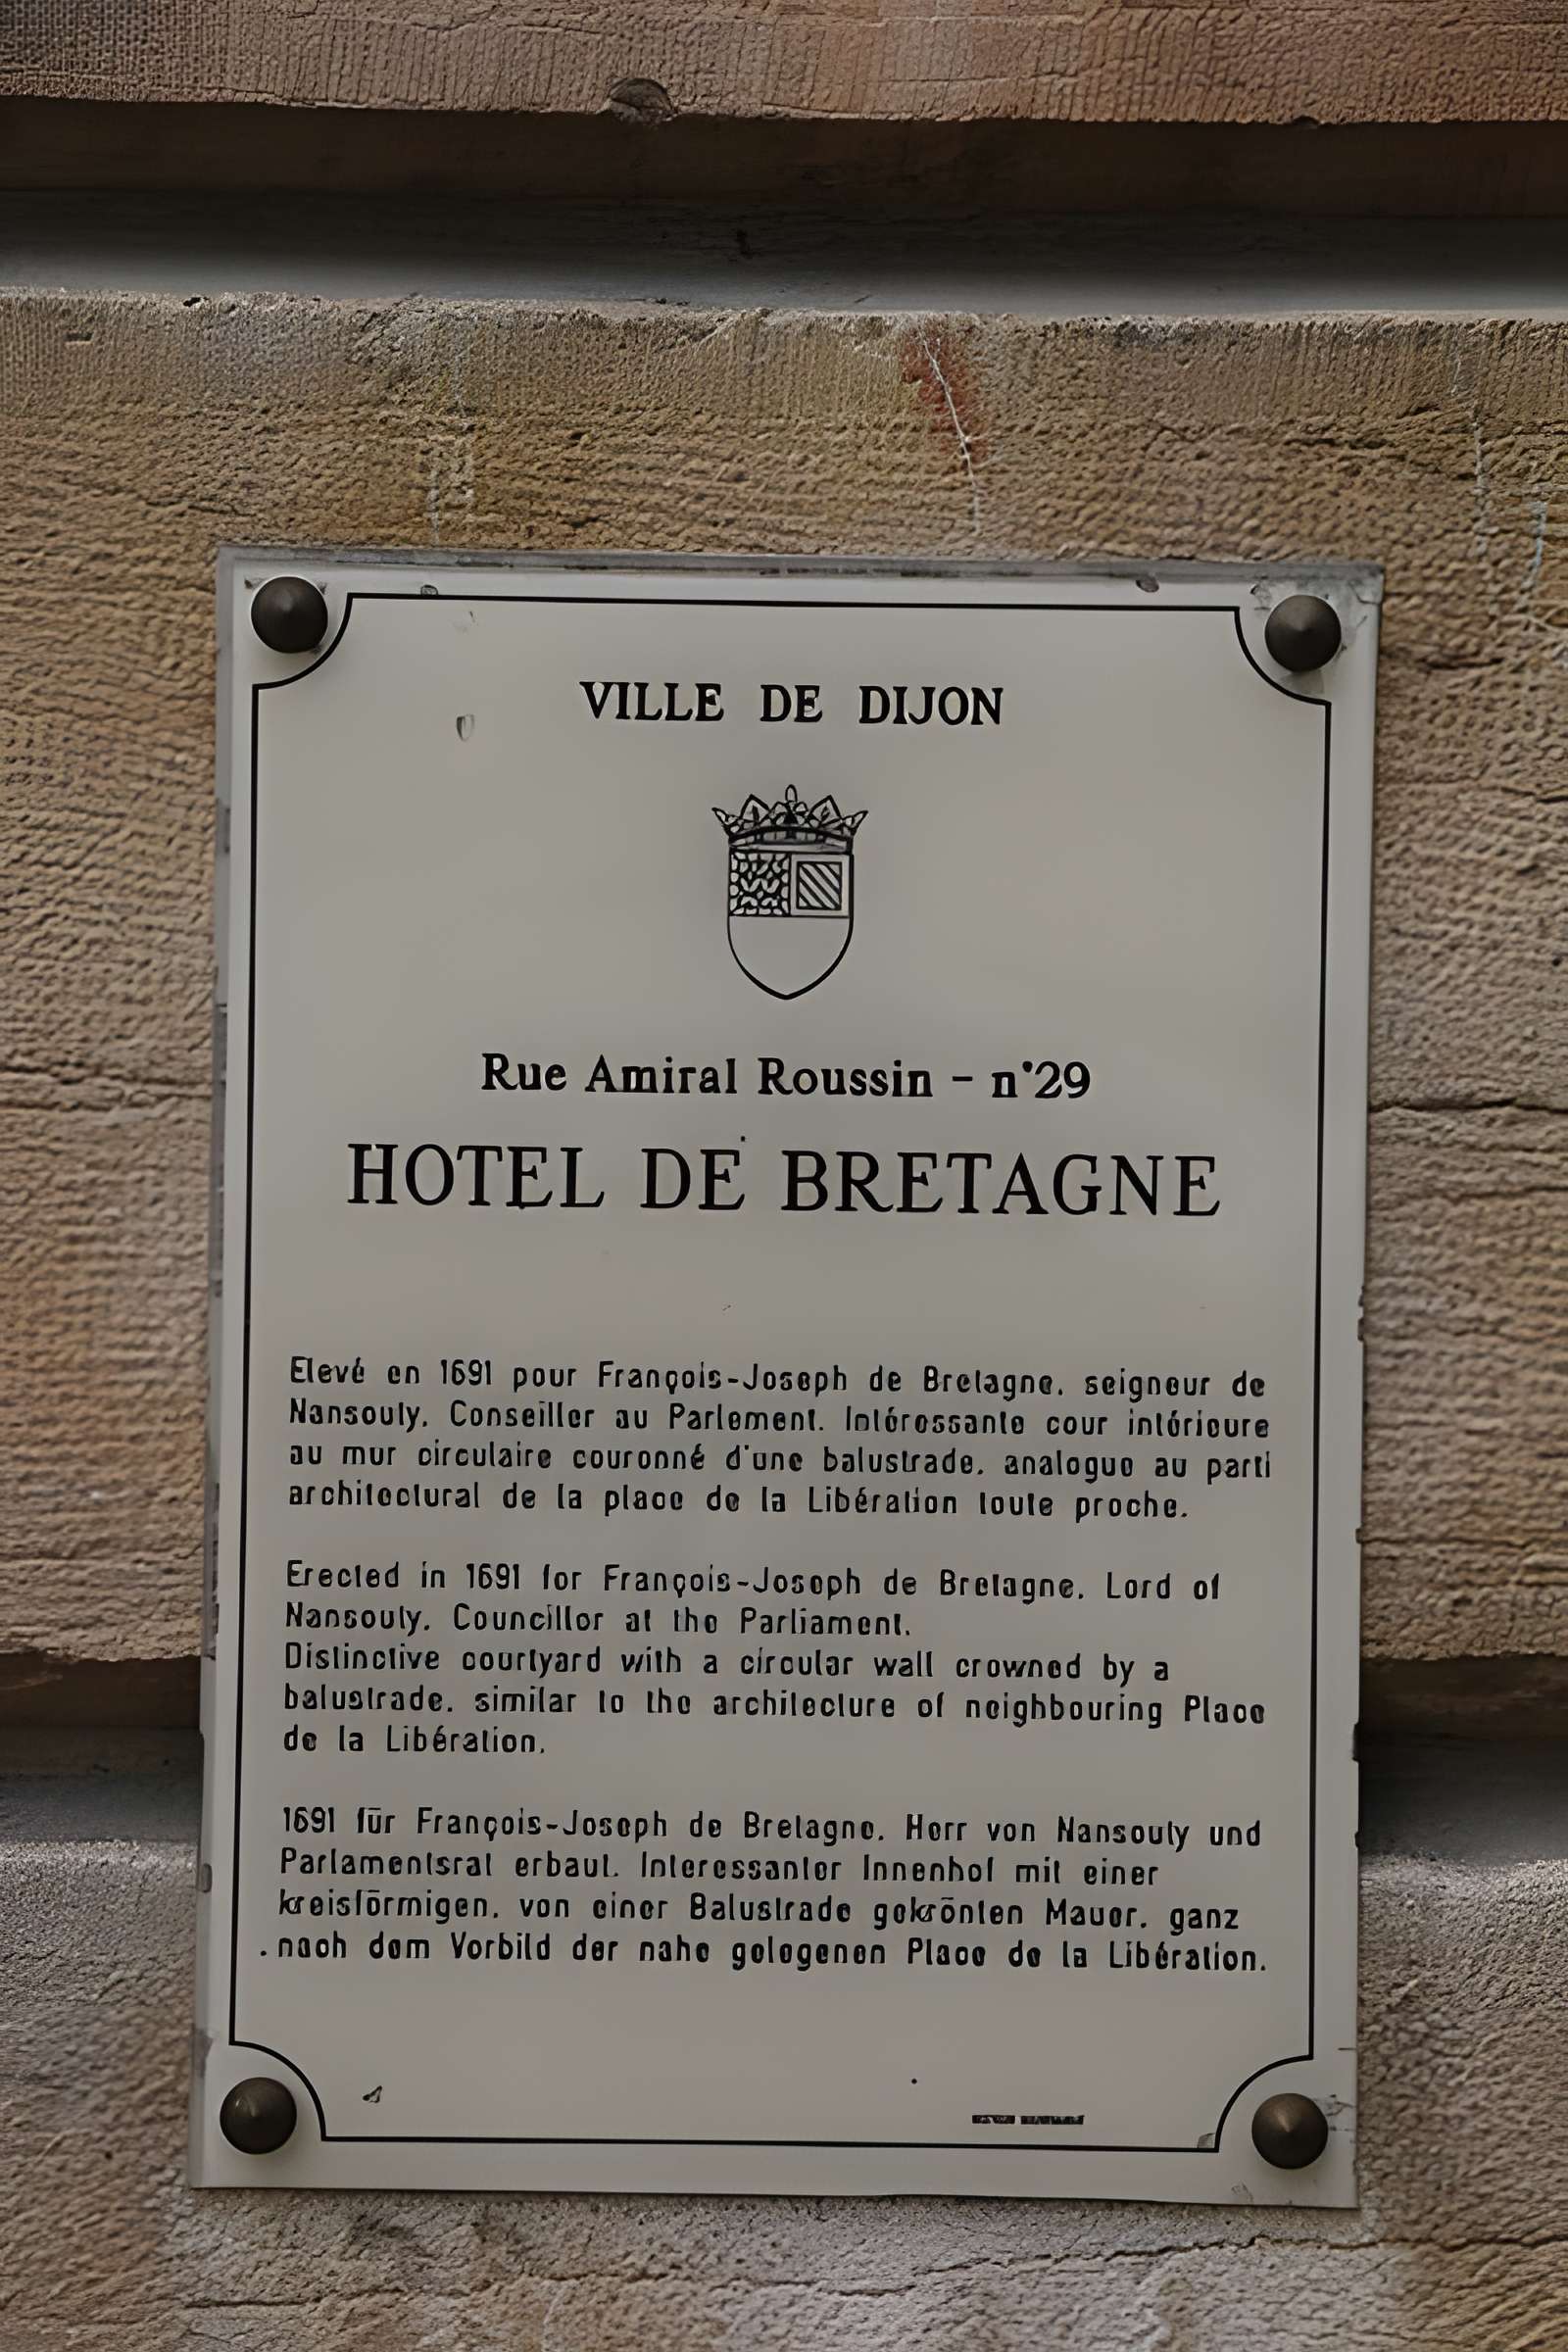 VILLE DE DIJON
Rue Amiral Roussin - n°29
HOTEL DE BRETAGNE
Elevé en 1691 pour François-Joseph de Bretagne, seigneur de
Nansouty, Conseiller au Parlement. Intéressante cour intérieure
au mur circulaire couronné d'une balustrade, analogue au parti
architectural de la place de la Libération toute proche.
Erected in 1691 for François-Joseph de Bretagne, Lord of
Nansouty, Councillor at the Parliament.
Distinctive courtyard with a circular wall crowned by a
balustrade, similar to the architecture of neighbouring Place
de la Libération.
1691 für François-Joseph de Bretagne, Herr von Nansouty und
Parlamentsrat erbaut. Interessanter Innenhof mit einer
kreisförmigen, von einer Balustrade gekrönten Mauer, ganz
nach dem Vorbild der nahe gelegenen Place de la Libération.